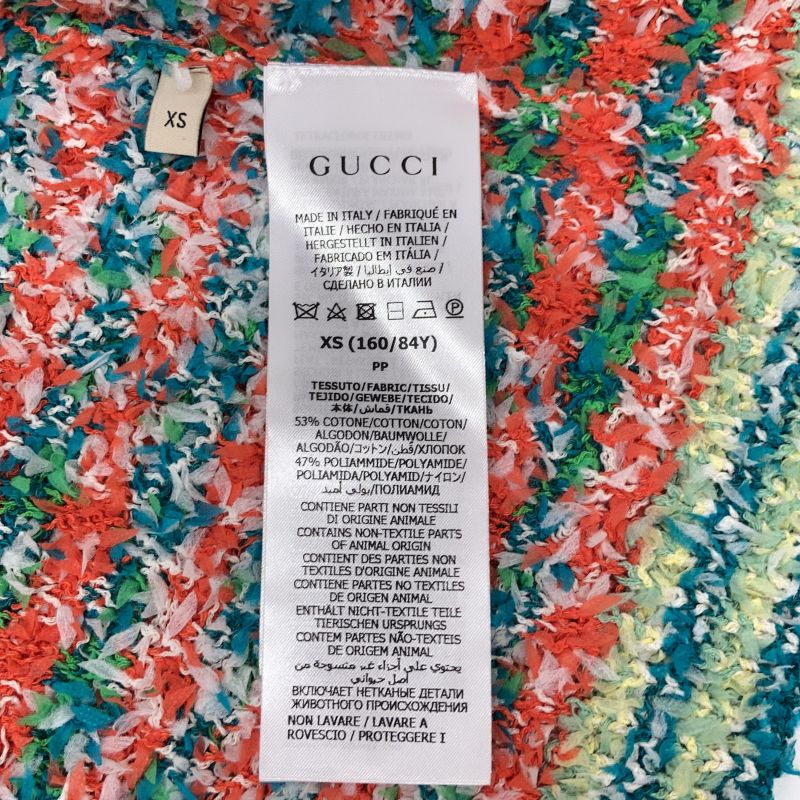 XS
GUCCI
MADE IN ITALY / FABRIQUÉ EN
ITALIE / HECHO EN ITALIA /
HERGESTELLT IN ITALIEN /
FABRICADO EM ITÁLIA /
イタリア製 / صنع في إيطاليا /
СДЕЛАНО В ИТАЛИИ
P
XS (160/84Y)
PP
TESSUTO/FABRIC/TISSU/
TEJIDO/GEWEBE/TECIDO/
本体/قماش/ТКАНЬ
53% COTONE/COTTON/COTON/
ALGODON/BAUMWOLLE/
ALGODÃO/コットン/قطن/ХЛОПОК
47% POLIAMMIDE/POLYAMIDE/
POLIAMIDA/POLYAMID/ナイロン/
بولي أميد/ПОЛИАМИД
CONTIENE PARTI NON TESSILI
DI ORIGINE ANIMALE
CONTAINS NON-TEXTILE PARTS
OF ANIMAL ORIGIN
CONTIENT DES PARTIES NON
TEXTILES D'ORIGINE ANIMALE
CONTIENE PARTES NO TEXTILES
DE ORIGEN ANIMAL
ENTHÄLT NICHT-TEXTILE TEILE
TIERISCHEN URSPRUNGS
CONTEM PARTES NÃO-TEXTEIS
DE ORIGEM ANIMAL
يحتوي على أجزاء غير منسوجة من
أصل حيواني
ВКЛЮЧАЕТ НЕТКАНЫЕ ДЕТАЛИ
ЖИВОТНОГО ПРОИСХОЖДЕНИЯ
NON LAVARE / LAVARE A
ROVESCIO / PROTEGGERE I